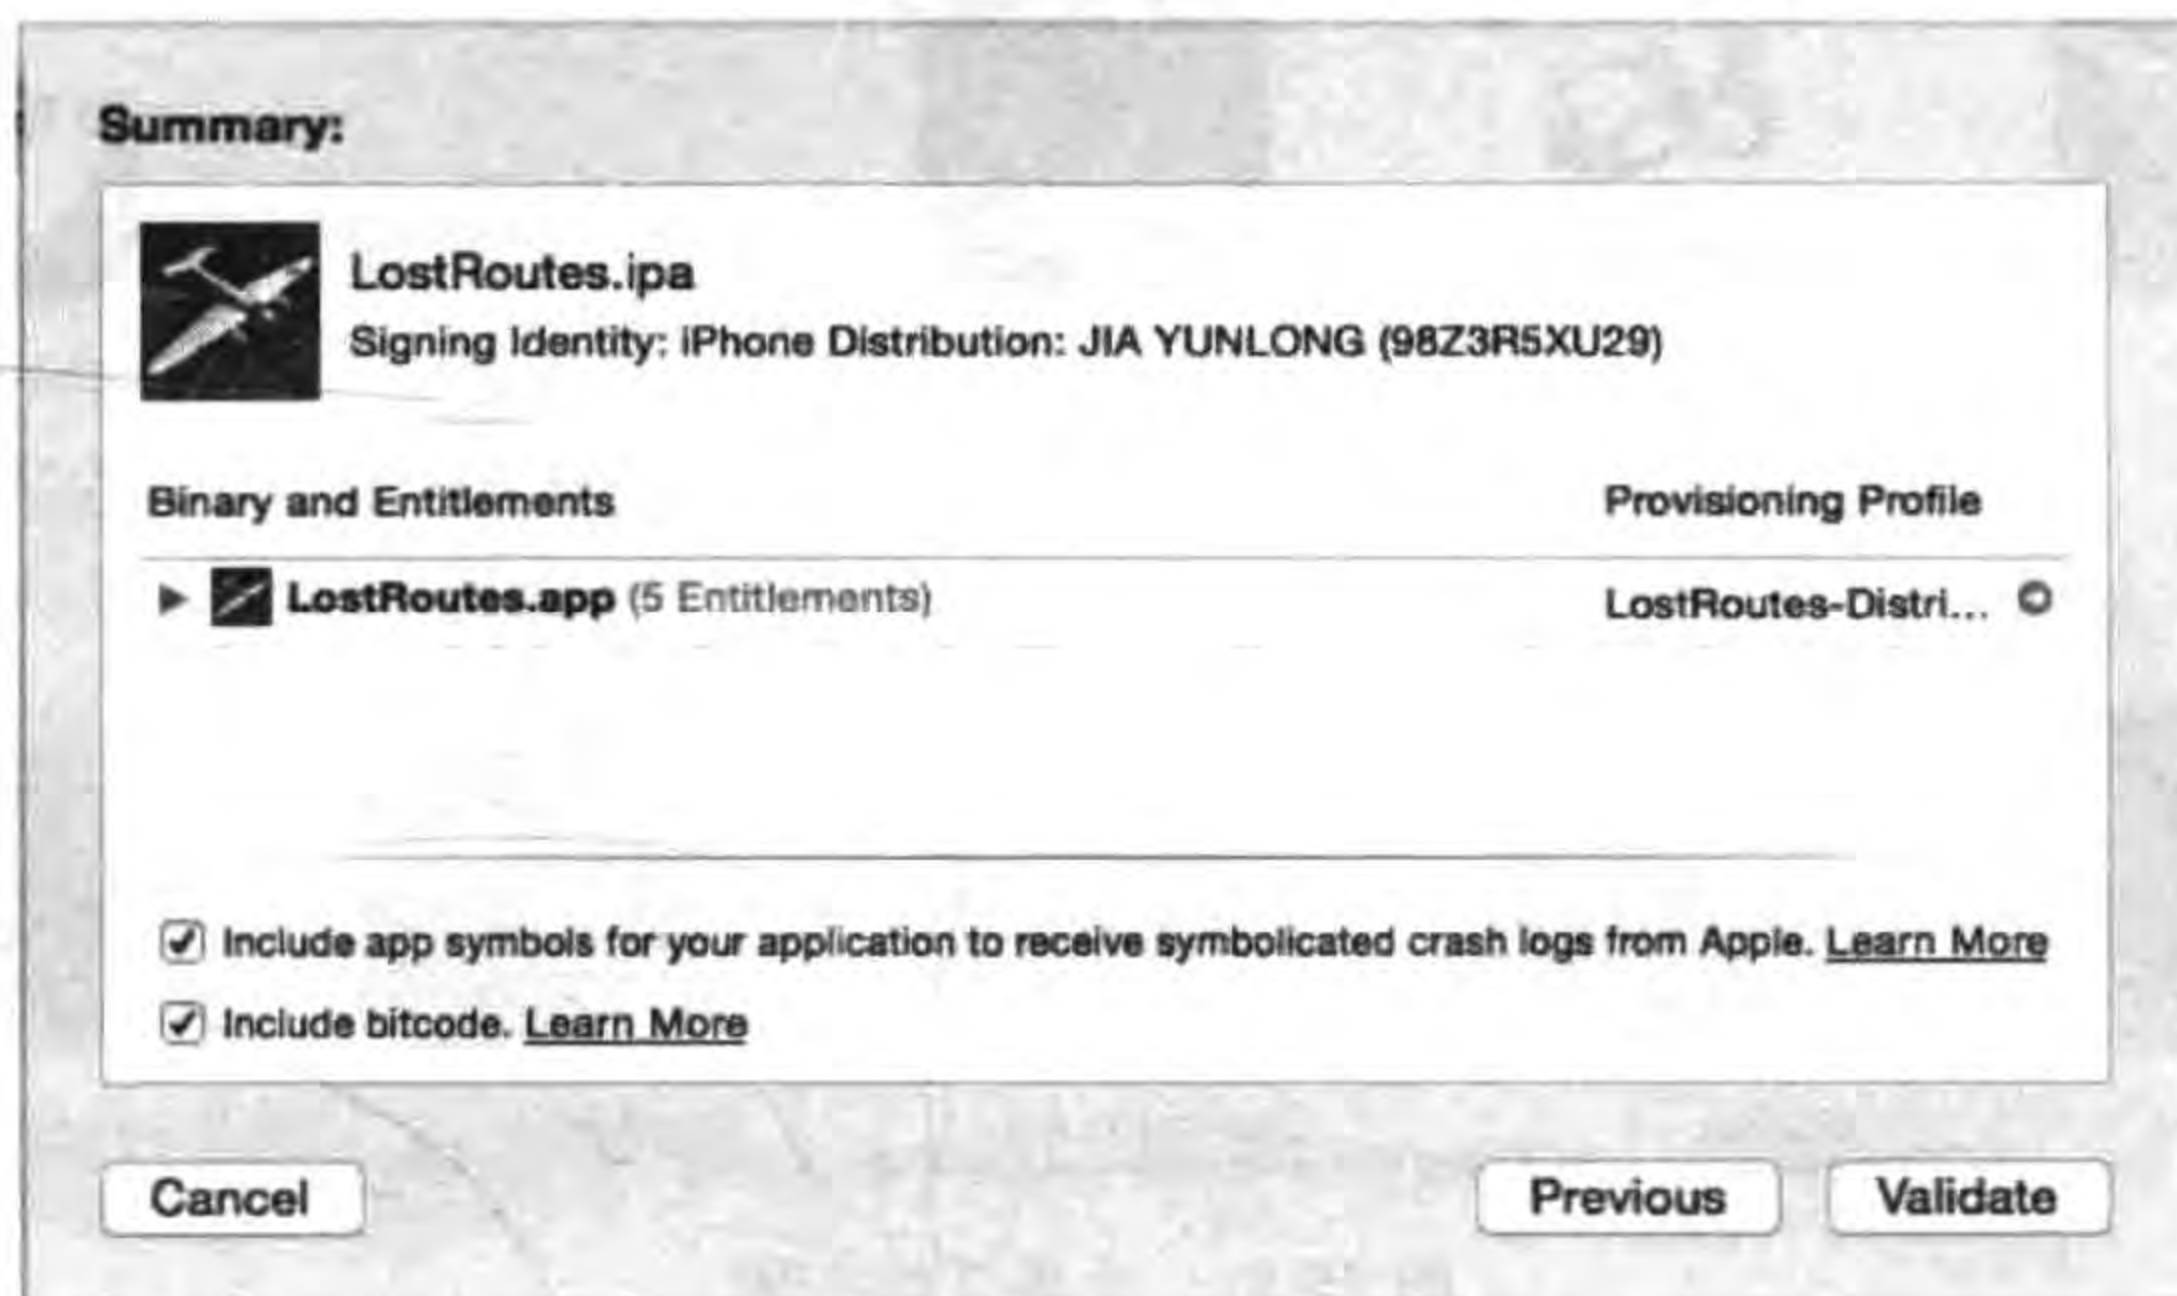 Summary:
LostRoutes.ipa
Signing Identity: iPhone Distribution: JIA YUNLONG (98Z3R5XU29)
Binary and Entitlements
Provisioning Profile
LostRoutes.app (5 Entitlements)
LostRoutes-Distri...
Include app symbols for your application to receive symbolicated crash logs from Apple. Learn More
Include bitcode. Learn More
Cancel
Previous
Validate